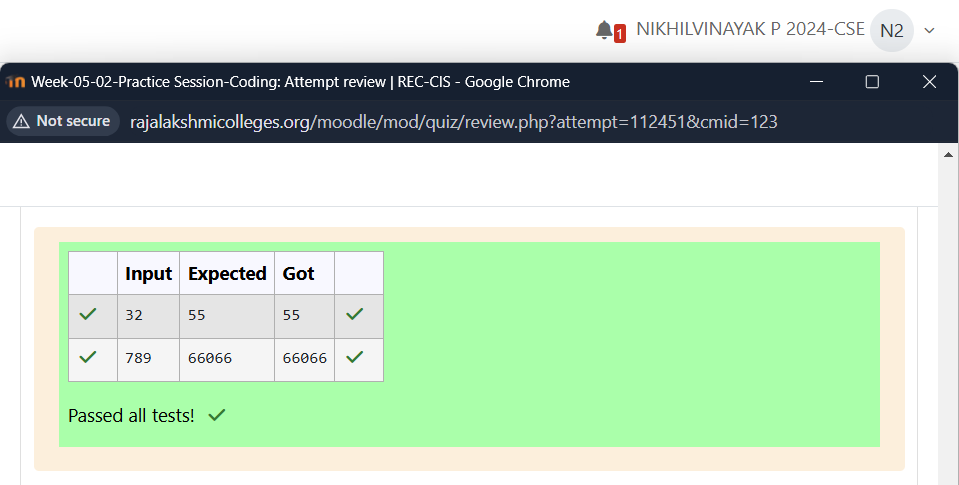 1 NIKHILVINAYAK P 2024-CSE N2
Week-05-02-Practice Session-Coding: Attempt review | REC-CIS - Google Chrome
Not secure rajalakshmicolleges.org/moodle/mod/quiz/review.php?attempt=112451&cmid=123
Input Expected Got
32 55 55
789 66066 66066
Passed all tests!